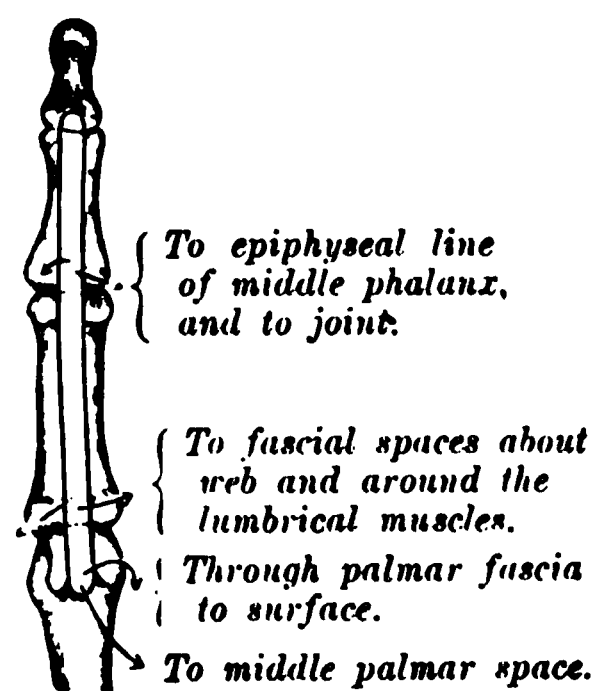 To epiphyseal line
of middle phalanx,
and to joint.
To fascial spaces about
web and around the
lumbrical muscles.
Through palmar fascia
to surface.
To middle palmar space.